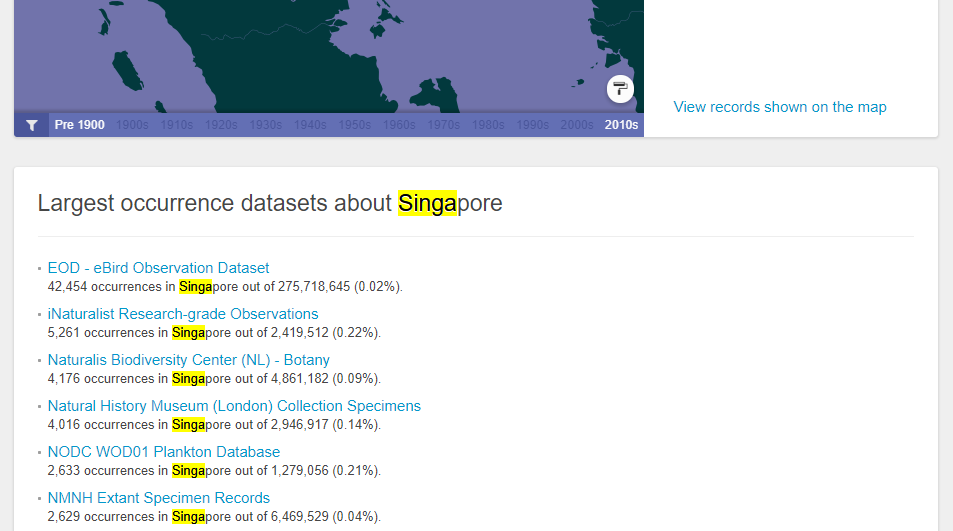 View records shown on the map
Pre 1900 1900s 1910s 1920s 1930s 1940s 1950s 1960s 1970s 1980s 1990s 2000s 2010s
Largest occurrence datasets about Singapore
EOD - eBird Observation Dataset
42,454 occurrences in Singapore out of 275,718,645 (0.02%).
iNaturalist Research-grade Observations
5,261 occurrences in Singapore out of 2,419,512 (0.22%).
Naturalis Biodiversity Center (NL) - Botany
4,176 occurrences in Singapore out of 4,861,182 (0.09%).
Natural History Museum (London) Collection Specimens
4,016 occurrences in Singapore out of 2,946,917 (0.14%).
NODC WOD01 Plankton Database
2,633 occurrences in Singapore out of 1,279,056 (0.21%).
NMNH Extant Specimen Records
2,629 occurrences in Singapore out of 6,469,529 (0.04%).